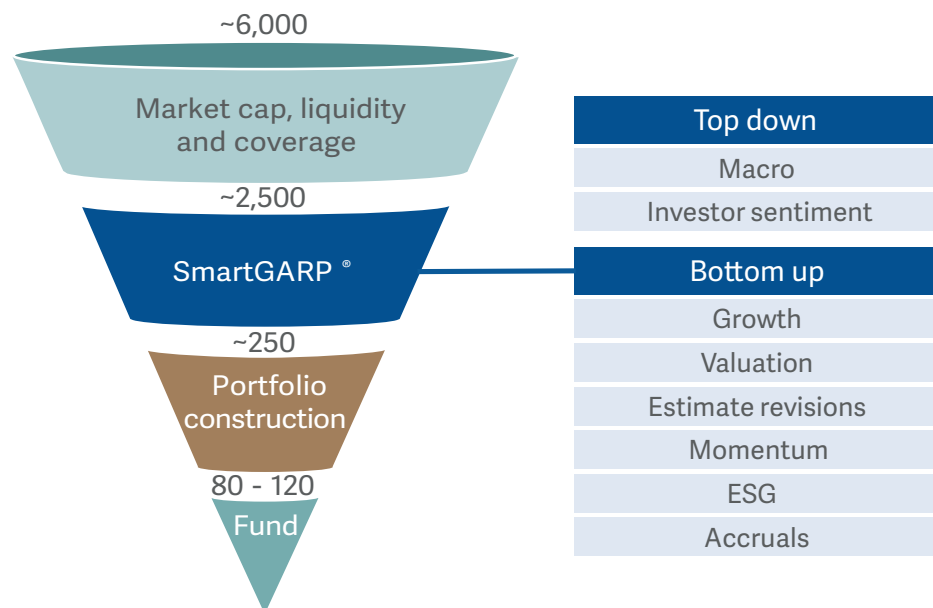 ~6,000
Market cap, liquidity
and coverage
~2,500
SmartGARP ®
~250
Portfolio
construction
80 - 120
Fund
Top down
Macro
Investor sentiment
Bottom up
Growth
Valuation
Estimate revisions
Momentum
ESG
Accruals